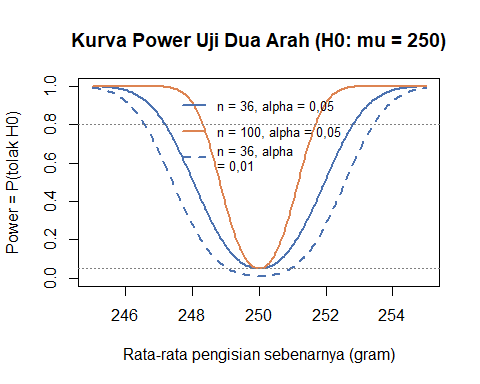 Kurva Power Uji Dua Arah (H0: mu = 250)
Power = P(tolak H0)
1.0
0.8
0.6
0.4
0.2
0.0
n = 36, alpha = 0,05
n = 100, alpha = 0,05
n = 36, alpha
= 0,01
246
248
250
252
254
Rata-rata pengisian sebenarnya (gram)